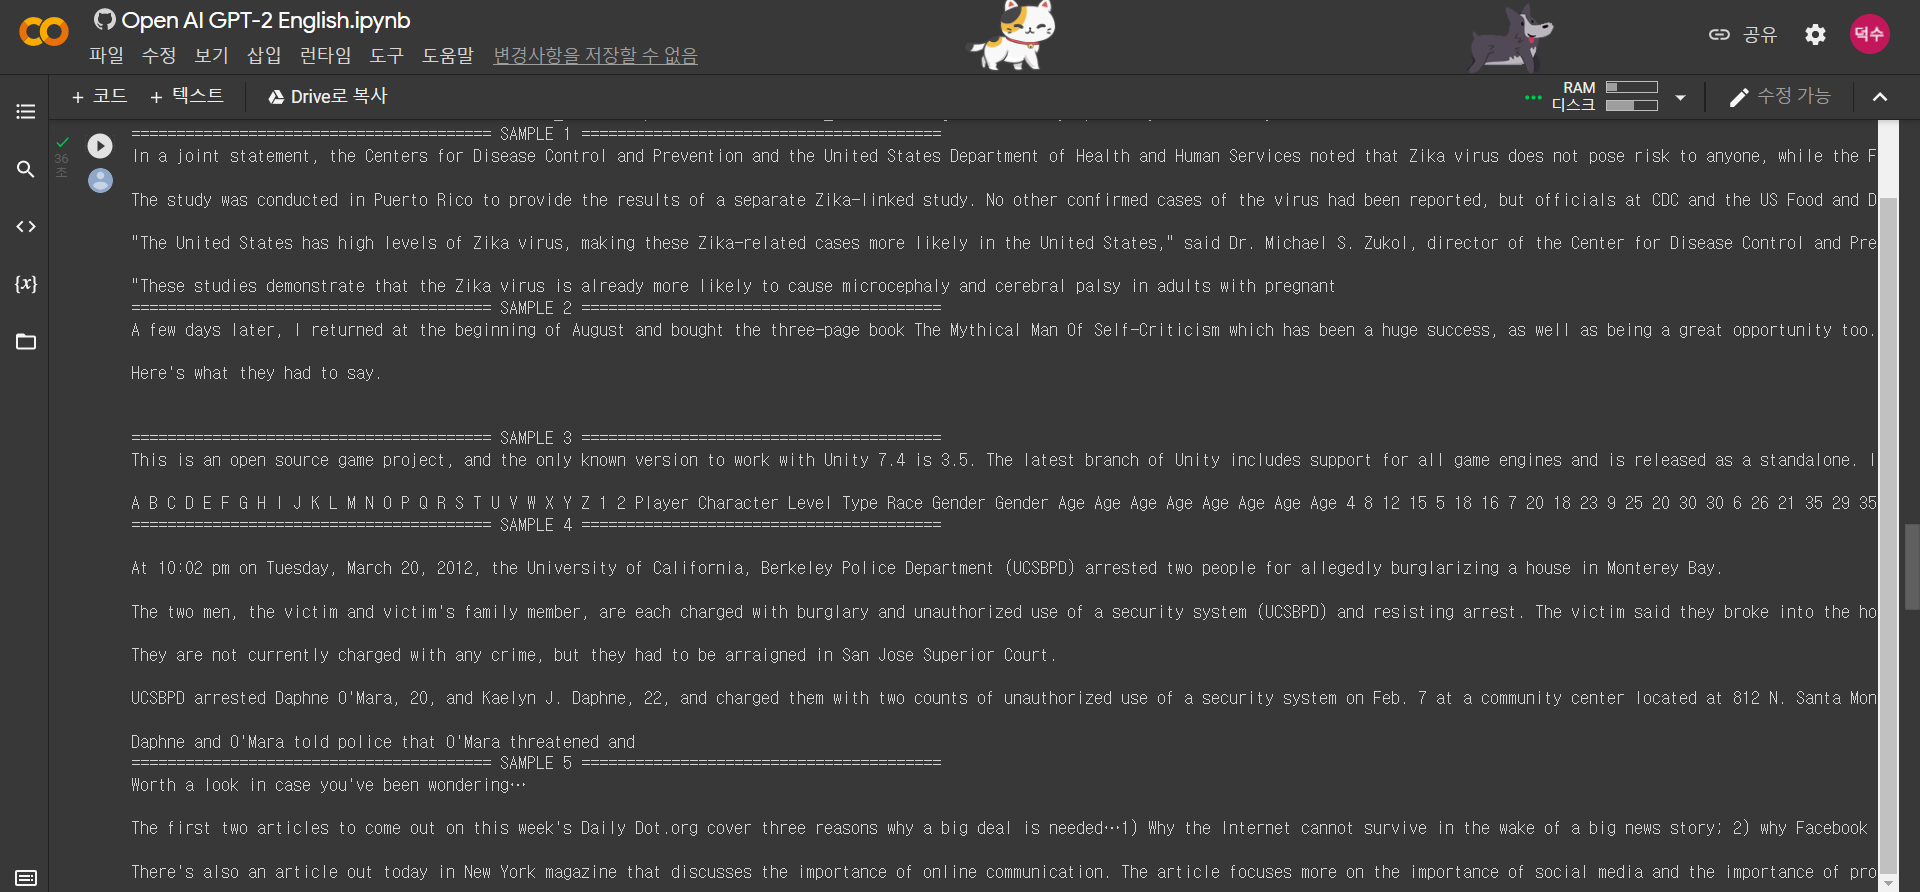 Open AI GPT-2 English.ipynb
파일 수정 보기 삽입 런타임 도구 도움말 변경사항을 저장할 수 없음
공유
덕수
+ 코드 + 텍스트 Drive로 복사
RAM
디스크
수정 가능
36
초
======================================== SAMPLE 1 ========================================
In a joint statement, the Centers for Disease Control and Prevention and the United States Department of Health and Human Services noted that Zika virus does not pose risk to anyone, while the F
The study was conducted in Puerto Rico to provide the results of a separate Zika-linked study. No other confirmed cases of the virus had been reported, but officials at CDC and the US Food and D
"The United States has high levels of Zika virus, making these Zika-related cases more likely in the United States," said Dr. Michael S. Zukol, director of the Center for Disease Control and Pre
"These studies demonstrate that the Zika virus is already more likely to cause microcephaly and cerebral palsy in adults with pregnant
======================================== SAMPLE 2 ========================================
A few days later, I returned at the beginning of August and bought the three-page book The Mythical Man Of Self-Criticism which has been a huge success, as well as being a great opportunity too.
Here's what they had to say.
======================================== SAMPLE 3 ========================================
This is an open source game project, and the only known version to work with Unity 7.4 is 3.5. The latest branch of Unity includes support for all game engines and is released as a standalone. I
A B C D E F G H I J K L M N O P Q R S T U V W X Y Z 1 2 Player Character Level Type Race Gender Gender Age Age Age Age Age Age Age Age 4 8 12 15 5 18 16 7 20 18 23 9 25 20 30 30 6 26 21 35 29 35
======================================== SAMPLE 4 ========================================
At 10:02 pm on Tuesday, March 20, 2012, the University of California, Berkeley Police Department (UCSBPD) arrested two people for allegedly burglarizing a house in Monterey Bay.
The two men, the victim and victim's family member, are each charged with burglary and unauthorized use of a security system (UCSBPD) and resisting arrest. The victim said they broke into the ho
They are not currently charged with any crime, but they had to be arraigned in San Jose Superior Court.
UCSBPD arrested Daphne O'Mara, 20, and Kaelyn J. Daphne, 22, and charged them with two counts of unauthorized use of a security system on Feb. 7 at a community center located at 812 N. Santa Mon
Daphne and O'Mara told police that O'Mara threatened and
======================================== SAMPLE 5 ========================================
Worth a look in case you've been wondering…
The first two articles to come out on this week's Daily Dot.org cover three reasons why a big deal is needed…1) Why the Internet cannot survive in the wake of a big news story; 2) why Facebook
There's also an article out today in New York magazine that discusses the importance of online communication. The article focuses more on the importance of social media and the importance of pro